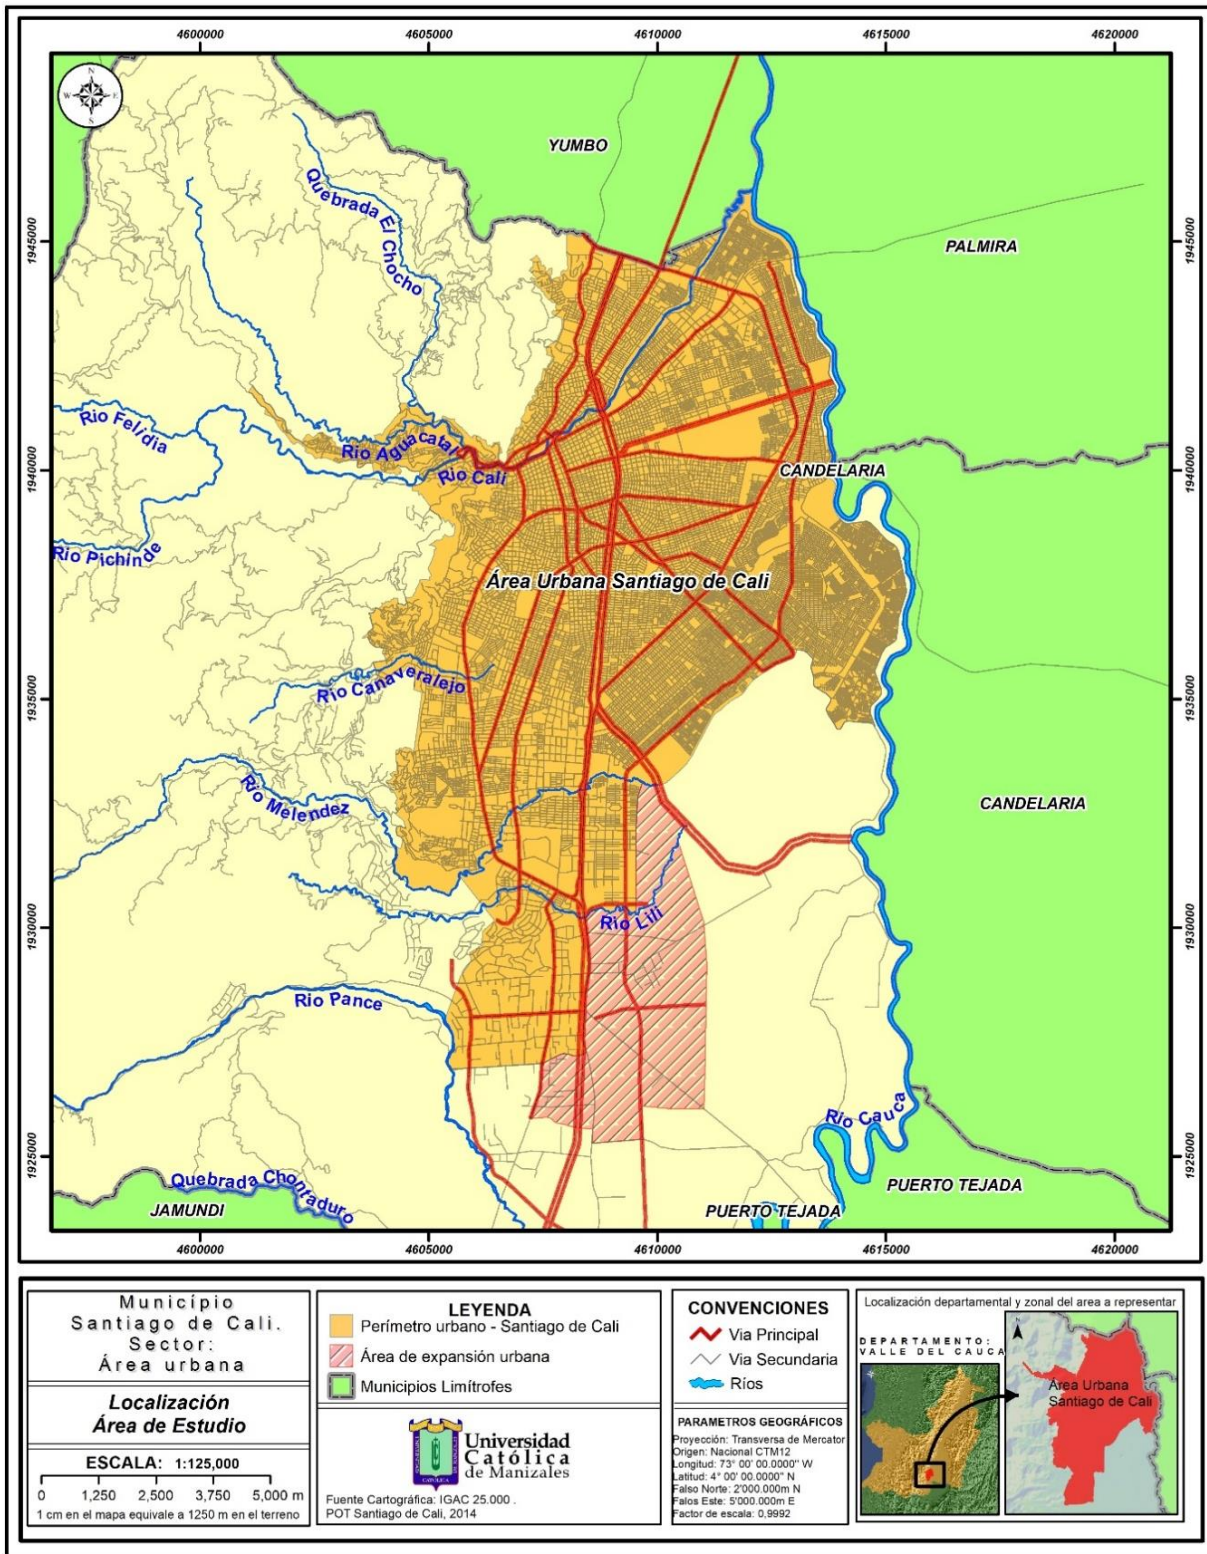 4600000 4605000 4610000 4615000 4620000
N
W E
S
YUMBO
Quebrada El Chocho
1945000
PALMIRA
1945000
Rio Felidia
Rio Aguacatal
Rio Cali
1940000
CANDELARIA
1940000
Rio Pichinde
Área Urbana Santiago de Cali
Rio Canaveralejo
1935000
1935000
Rio Melendez
CANDELARIA
1930000
Rio Lili
1930000
Rio Pance
Rio Cauca
1925000
1925000
Quebrada Chontaduro
PUERTO TEJADA
JAMUNDI
PUERTO TEJADA
4600000 4605000 4610000 4615000 4620000
Município
Santiago de Cali.
Sector:
Área urbana
Localización
Área de Estudio
ESCALA: 1:125,000
0 1,250 2,500 3,750 5,000 m
1 cm en el mapa equivale a 1250 m en el terreno
LEYENDA
Perímetro urbano - Santiago de Cali
Área de expansión urbana
Municipios Limítrofes
Universidad
Católica
de Manizales
Fuente Cartográfica: IGAC 25.000 .
POT Santiago de Cali, 2014
CONVENCIONES
Via Principal
Via Secundaria
Ríos
PARAMETROS GEOGRÁFICOS
Proyección: Transversa de Mercator
Origen: Nacional CTM12
Longitud: 73° 00' 00.0000" W
Latitud: 4° 00' 00.0000" N
Falso Norte: 2'000.000m N
Falos Este: 5'000.000m E
Factor de escala: 0,9992
Localización departamental y zonal del area a representar
DEPARTAMENTO:
VALLE DEL CAUCA
N
Área Urbana
Santiago de Cali